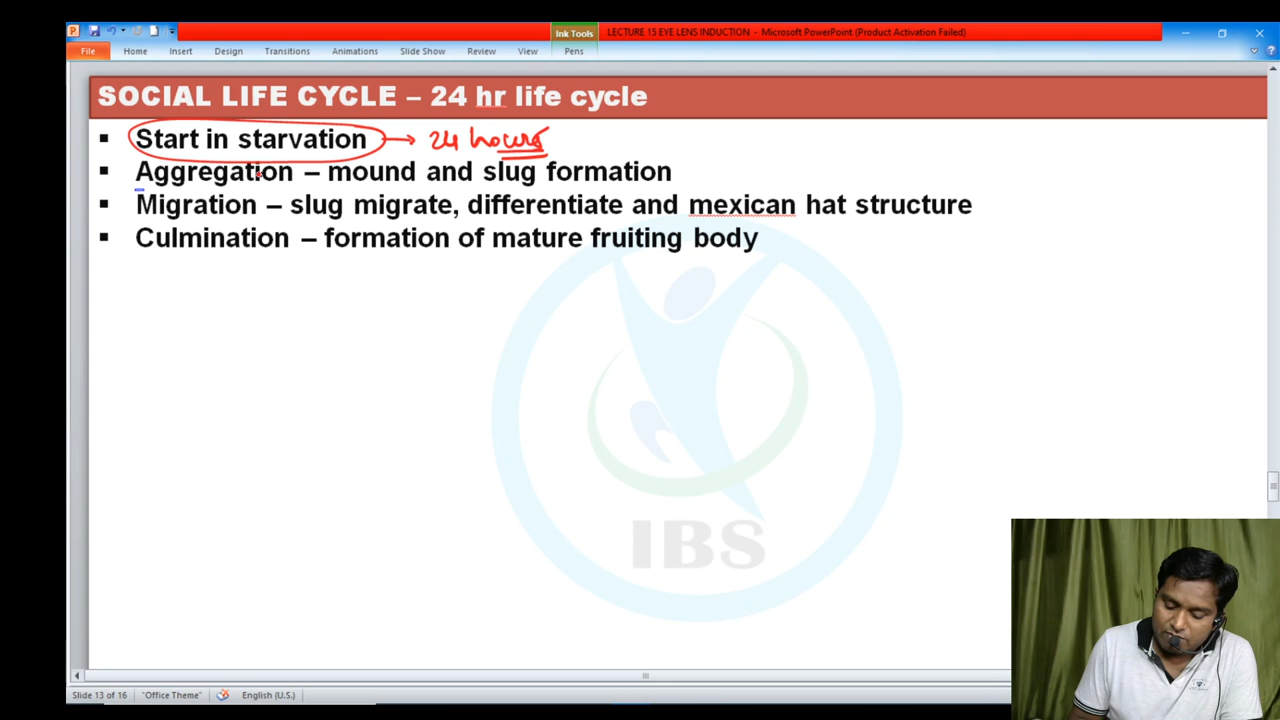 Ink Tools
LECTURE 15 EYE LENS INDUCTION - Microsoft PowerPoint (Product Activation Failed)
File Home Insert Design Transitions Animations Slide Show Review View Pens
SOCIAL LIFE CYCLE – 24 hr life cycle
▪ Start in starvation → 24 hours
▪ Aggregation – mound and slug formation
▪ Migration – slug migrate, differentiate and mexican hat structure
▪ Culmination – formation of mature fruiting body
IBS
Slide 13 of 16 "Office Theme" English (U.S.)